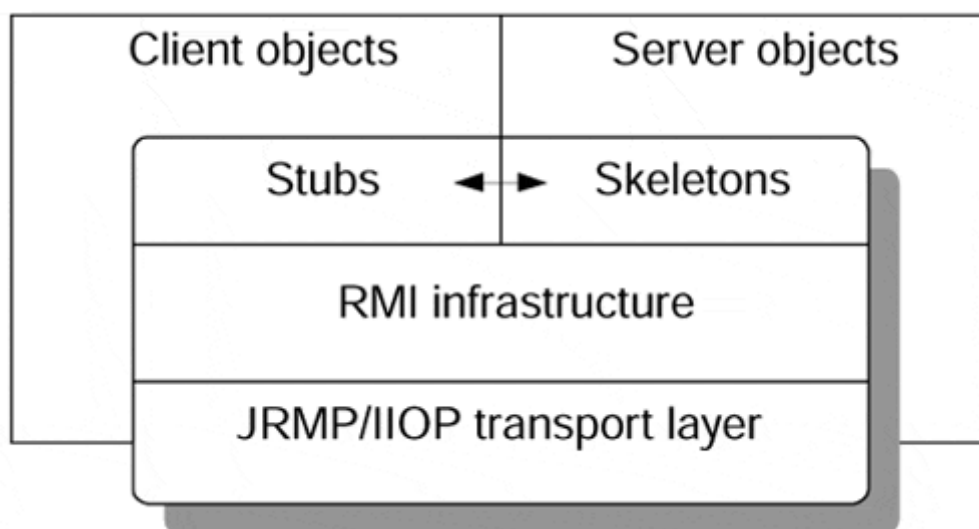 Client objects
Server objects
Stubs
Skeletons
RMI infrastructure
JRMP/IIOP transport layer